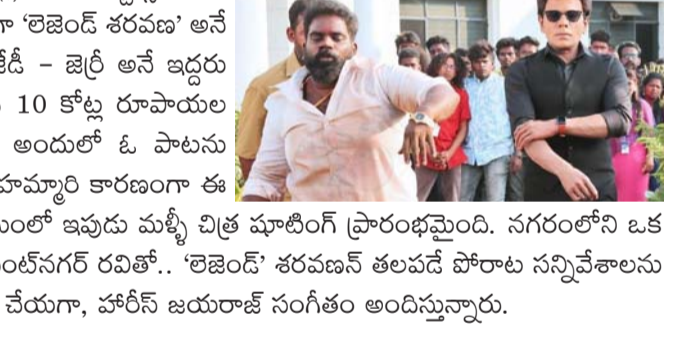 గా ‘లెజెండ్ శరవణ’ అనే
జేడీ – జెర్రీ అనే ఇద్దరు
10 కోట్ల రూపాయల
అందులో ఓ పాటను
హమ్మారి కారణంగా ఈ
ఇపుడు మళ్ళీ చిత్ర షూటింగ్ ప్రారంభమైంది. నగరంలోని ఒక
రవితో.. ‘లెజెండ్’ శరవణన్ తలపడే పోరాట సన్నివేశాలను
చేయగా, హారీస్ జయరాజ్ సంగీతం అందిస్తున్నారు.